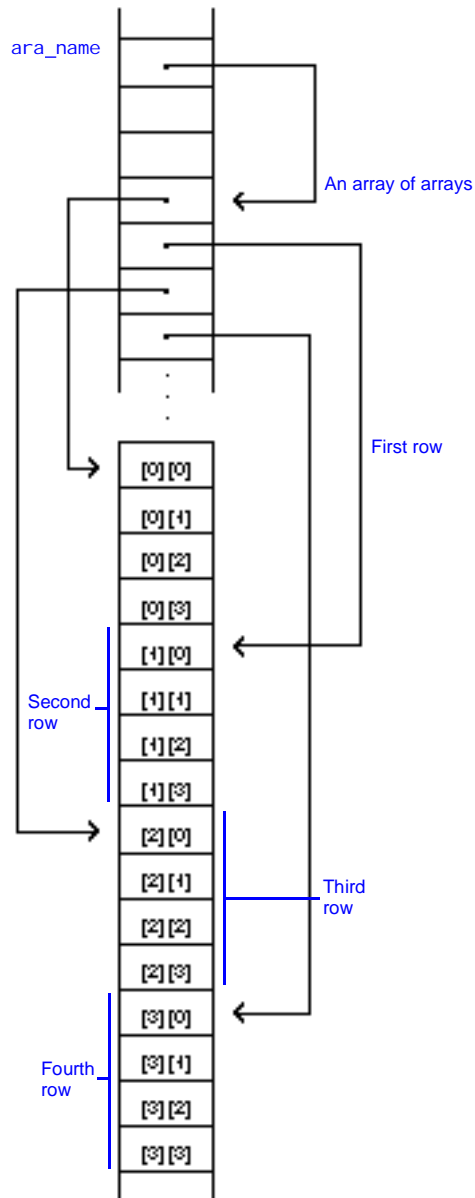 ara_name
An array of arrays
First row
[0][0]
[0][1]
[0][2]
[0][3]
[1][0]
Second
row
[1][1]
[1][2]
[1][3]
[2][0]
[2][1]
Third
row
[2][2]
[2][3]
[3][0]
[3][1]
Fourth
row
[3][2]
[3][3]